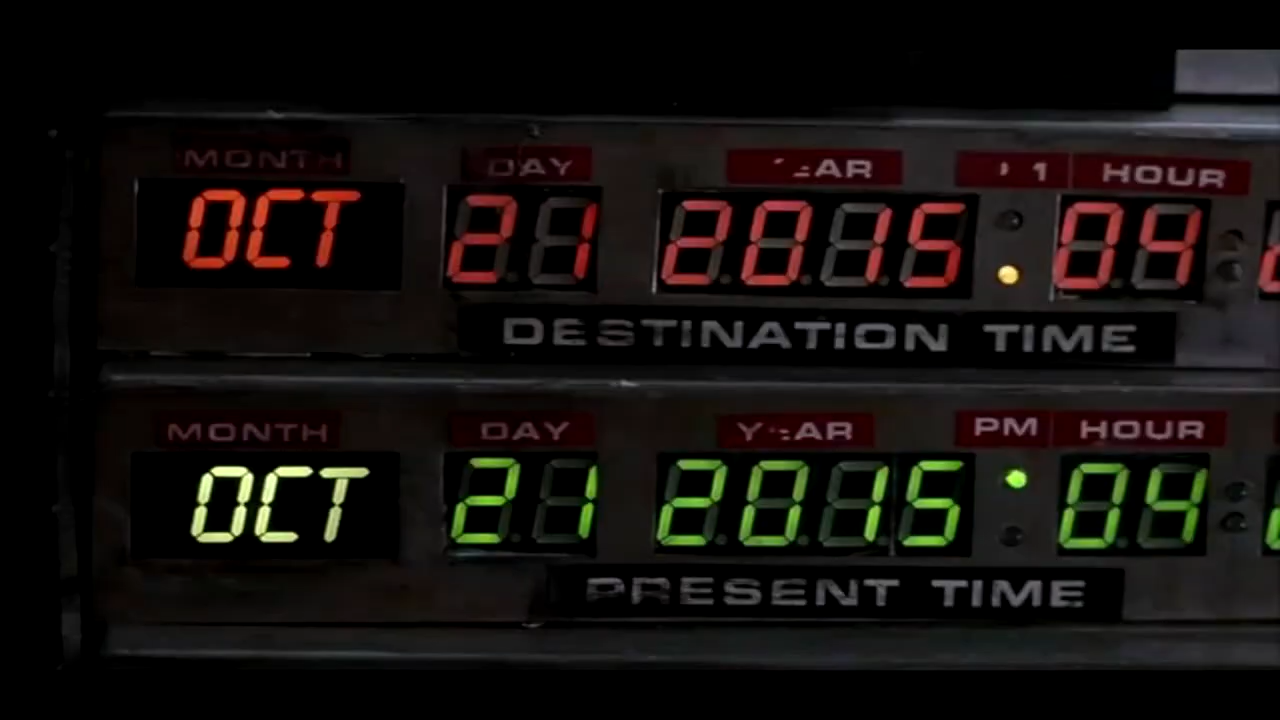 MONTH DAY HOUR
OCT 21 2015 04
DESTINATION TIME
MONTH DAY YEAR PM HOUR
OCT 21 2015 04
PRESENT TIME